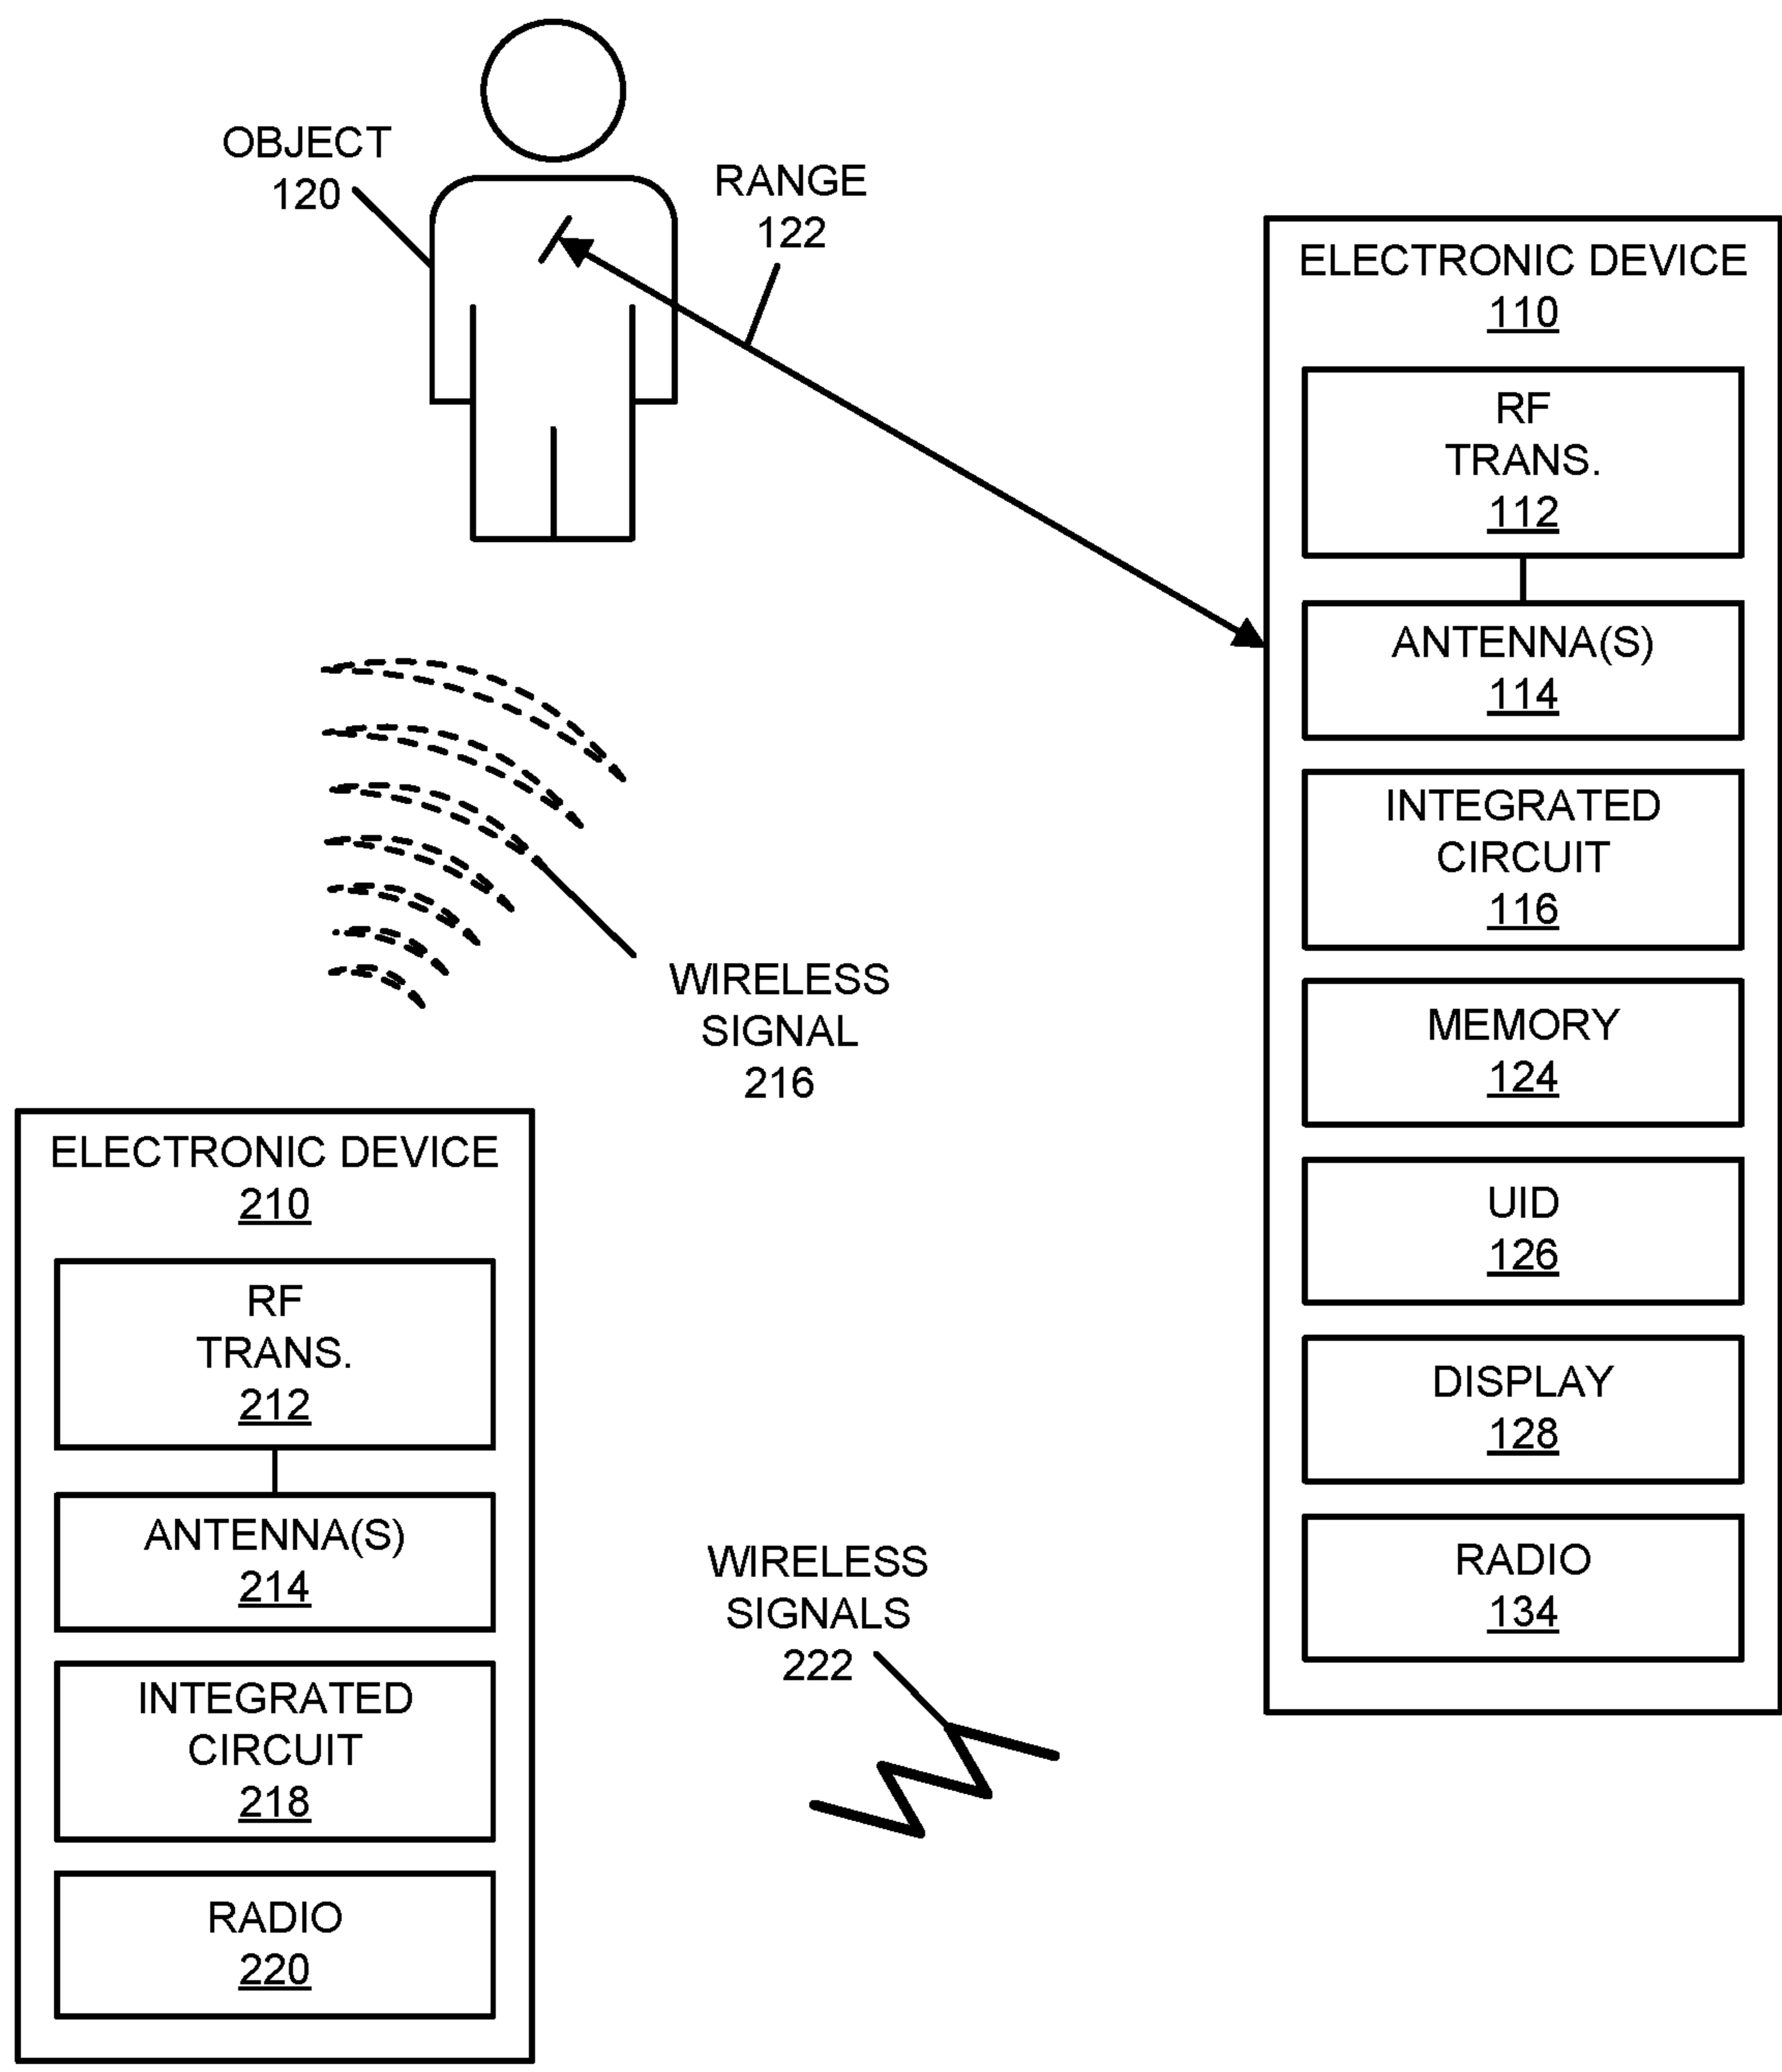 OBJECT
120
RANGE
122
ELECTRONIC DEVICE
110
RF
TRANS.
112
ANTENNA(S)
114
INTEGRATED
CIRCUIT
116
MEMORY
124
UID
126
DISPLAY
128
RADIO
134
WIRELESS
SIGNAL
216
ELECTRONIC DEVICE
210
RF
TRANS.
212
ANTENNA(S)
214
INTEGRATED
CIRCUIT
218
RADIO
220
WIRELESS
SIGNALS
222